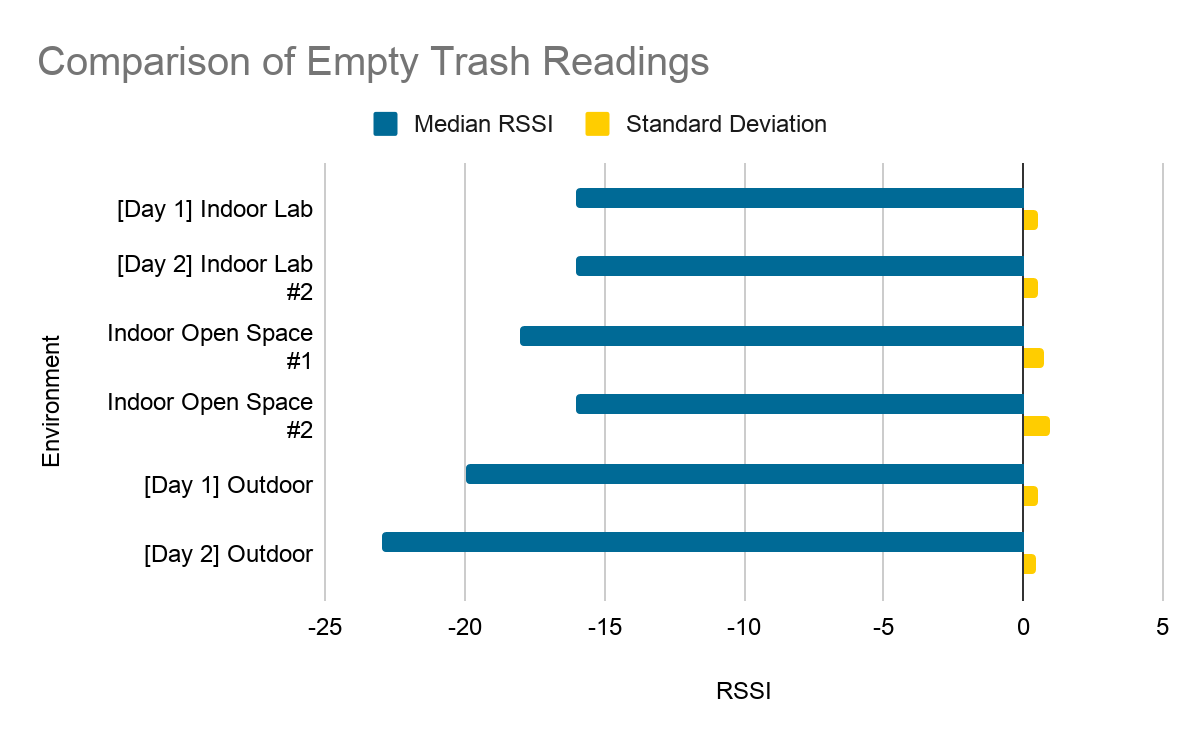 Comparison of Empty Trash Readings
Median RSSI
Standard Deviation
Environment
[Day 1] Indoor Lab
[Day 2] Indoor Lab
#2
Indoor Open Space
#1
Indoor Open Space
#2
[Day 1] Outdoor
[Day 2] Outdoor
-25 -20 -15 -10 -5 0 5
RSSI